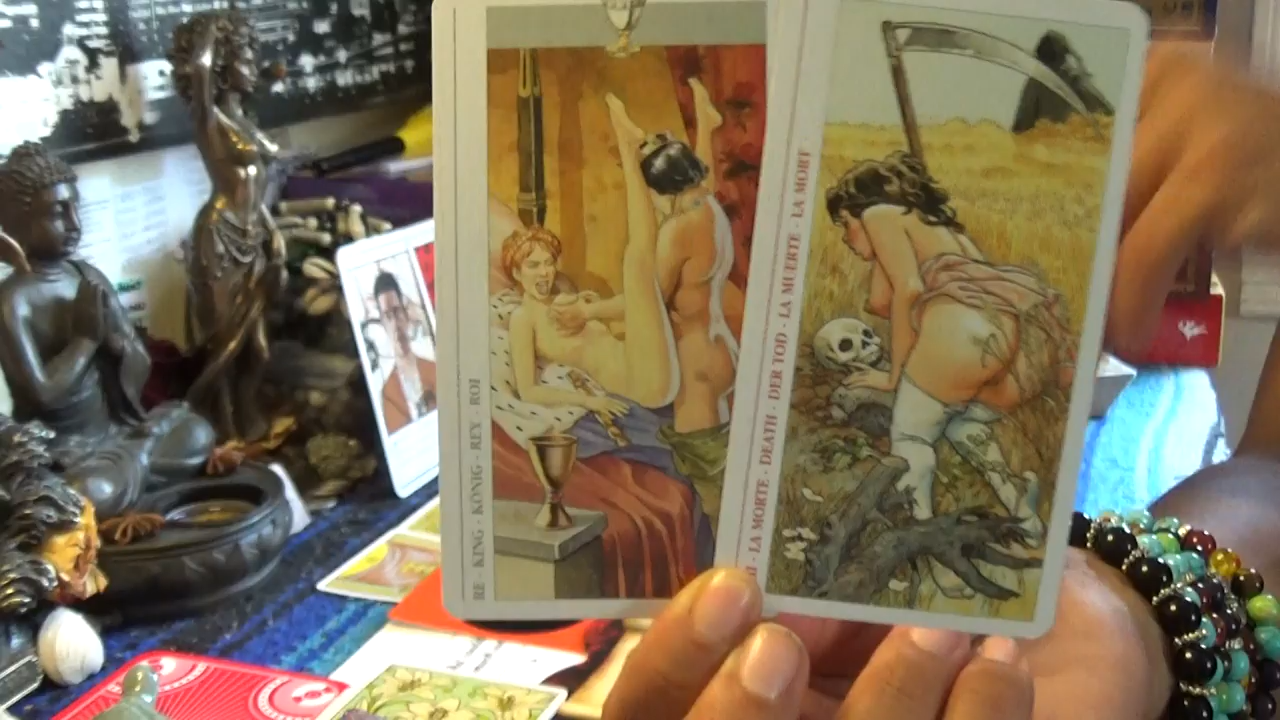 RE · KING · KÖNIG · REY · ROI
· LA MORTE · DEATH · DER TOD · LA MUERTE · LA MORT